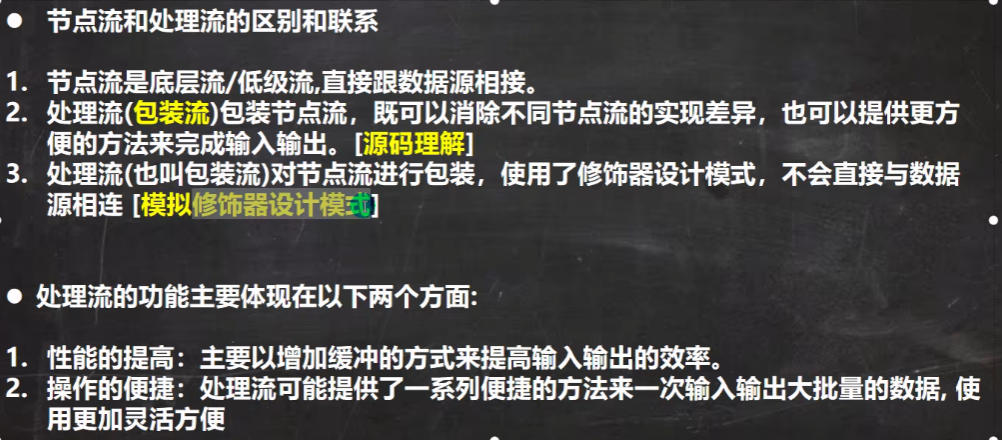 ● 节点流和处理流的区别和联系
1. 节点流是底层流/低级流,直接跟数据源相接。
2. 处理流(包装流)包装节点流，既可以消除不同节点流的实现差异，也可以提供更方
便的方法来完成输入输出。[源码理解]
3. 处理流(也叫包装流)对节点流进行包装，使用了修饰器设计模式，不会直接与数据
源相连 [模拟修饰器设计模式]
● 处理流的功能主要体现在以下两个方面:
1. 性能的提高：主要以增加缓冲的方式来提高输入输出的效率。
2. 操作的便捷：处理流可能提供了一系列便捷的方法来一次输入输出大批量的数据, 使
用更加灵活方便